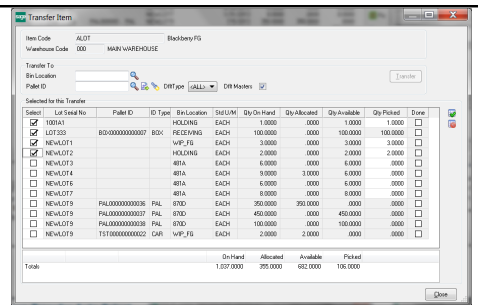 sage Transfer Item
Item Code ALOT Blackberry FG
Warehouse Code 000 MAIN WAREHOUSE
Transfer To
Bin Location
Pallet ID DfltType <ALL> Dflt Masters
Transfer
Selected for this Transfer
Select Lot Serial No Pallet ID ID Type Bin Location Std U/M Qty On Hand Qty Allocated Qty Available Qty Picked Done
1001A1 HOLDING EACH 1.0000 .0000 1.0000 1.0000
LOT333 BOX000000000007 BOX RECEIVING EACH 100.0000 .0000 100.0000 100.0000
NEWLOT1 WIP_FG EACH 3.0000 .0000 3.0000 3.0000
NEWLOT2 HOLDING EACH 2.0000 .0000 2.0000 2.0000
NEWLOT3 481A EACH 6.0000 .0000 6.0000 .0000
NEWLOT4 481A EACH 9.0000 3.0000 6.0000 .0000
NEWLOT6 481A EACH 6.0000 .0000 6.0000 .0000
NEWLOT7 481A EACH 8.0000 .0000 8.0000 .0000
NEWLOT9 PAL000000000036 PAL 870D EACH 350.0000 350.0000 .0000 .0000
NEWLOT9 PAL000000000037 PAL 870D EACH 450.0000 .0000 450.0000 .0000
NEWLOT9 PAL000000000038 PAL 870D EACH 100.0000 .0000 100.0000 .0000
NEWLOT9 TST000000000022 CAR WIP_FG EACH 2.0000 2.0000 .0000 .0000
On Hand Allocated Available Picked
Totals 1,037.0000 355.0000 682.0000 106.0000
Close